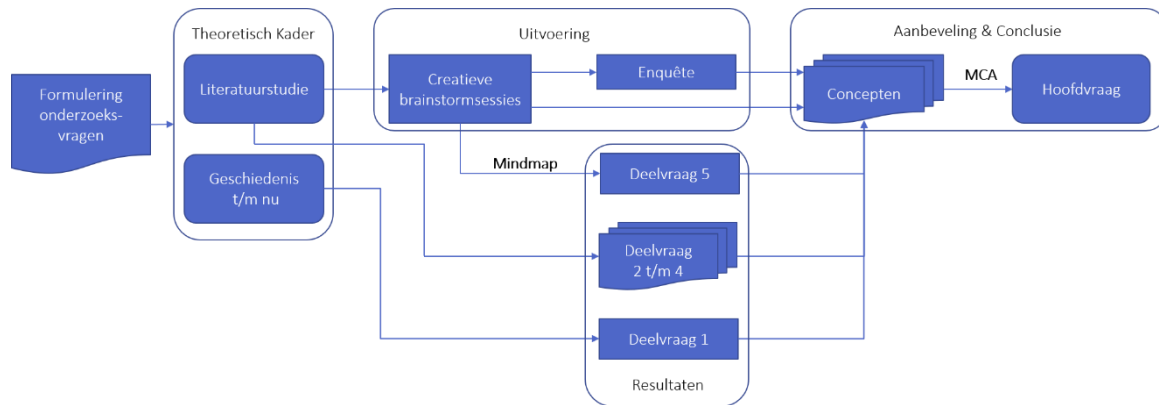 Theoretisch Kader
Uitvoering
Aanbeveling & Conclusie
Formulering
onderzoeks-
vragen
Literatuurstudie
Geschiedenis
t/m nu
Creatieve
brainstormsessies
Enquête
Concepten
MCA
Hoofdvraag
Mindmap
Deelvraag 5
Deelvraag
2 t/m 4
Deelvraag 1
Resultaten